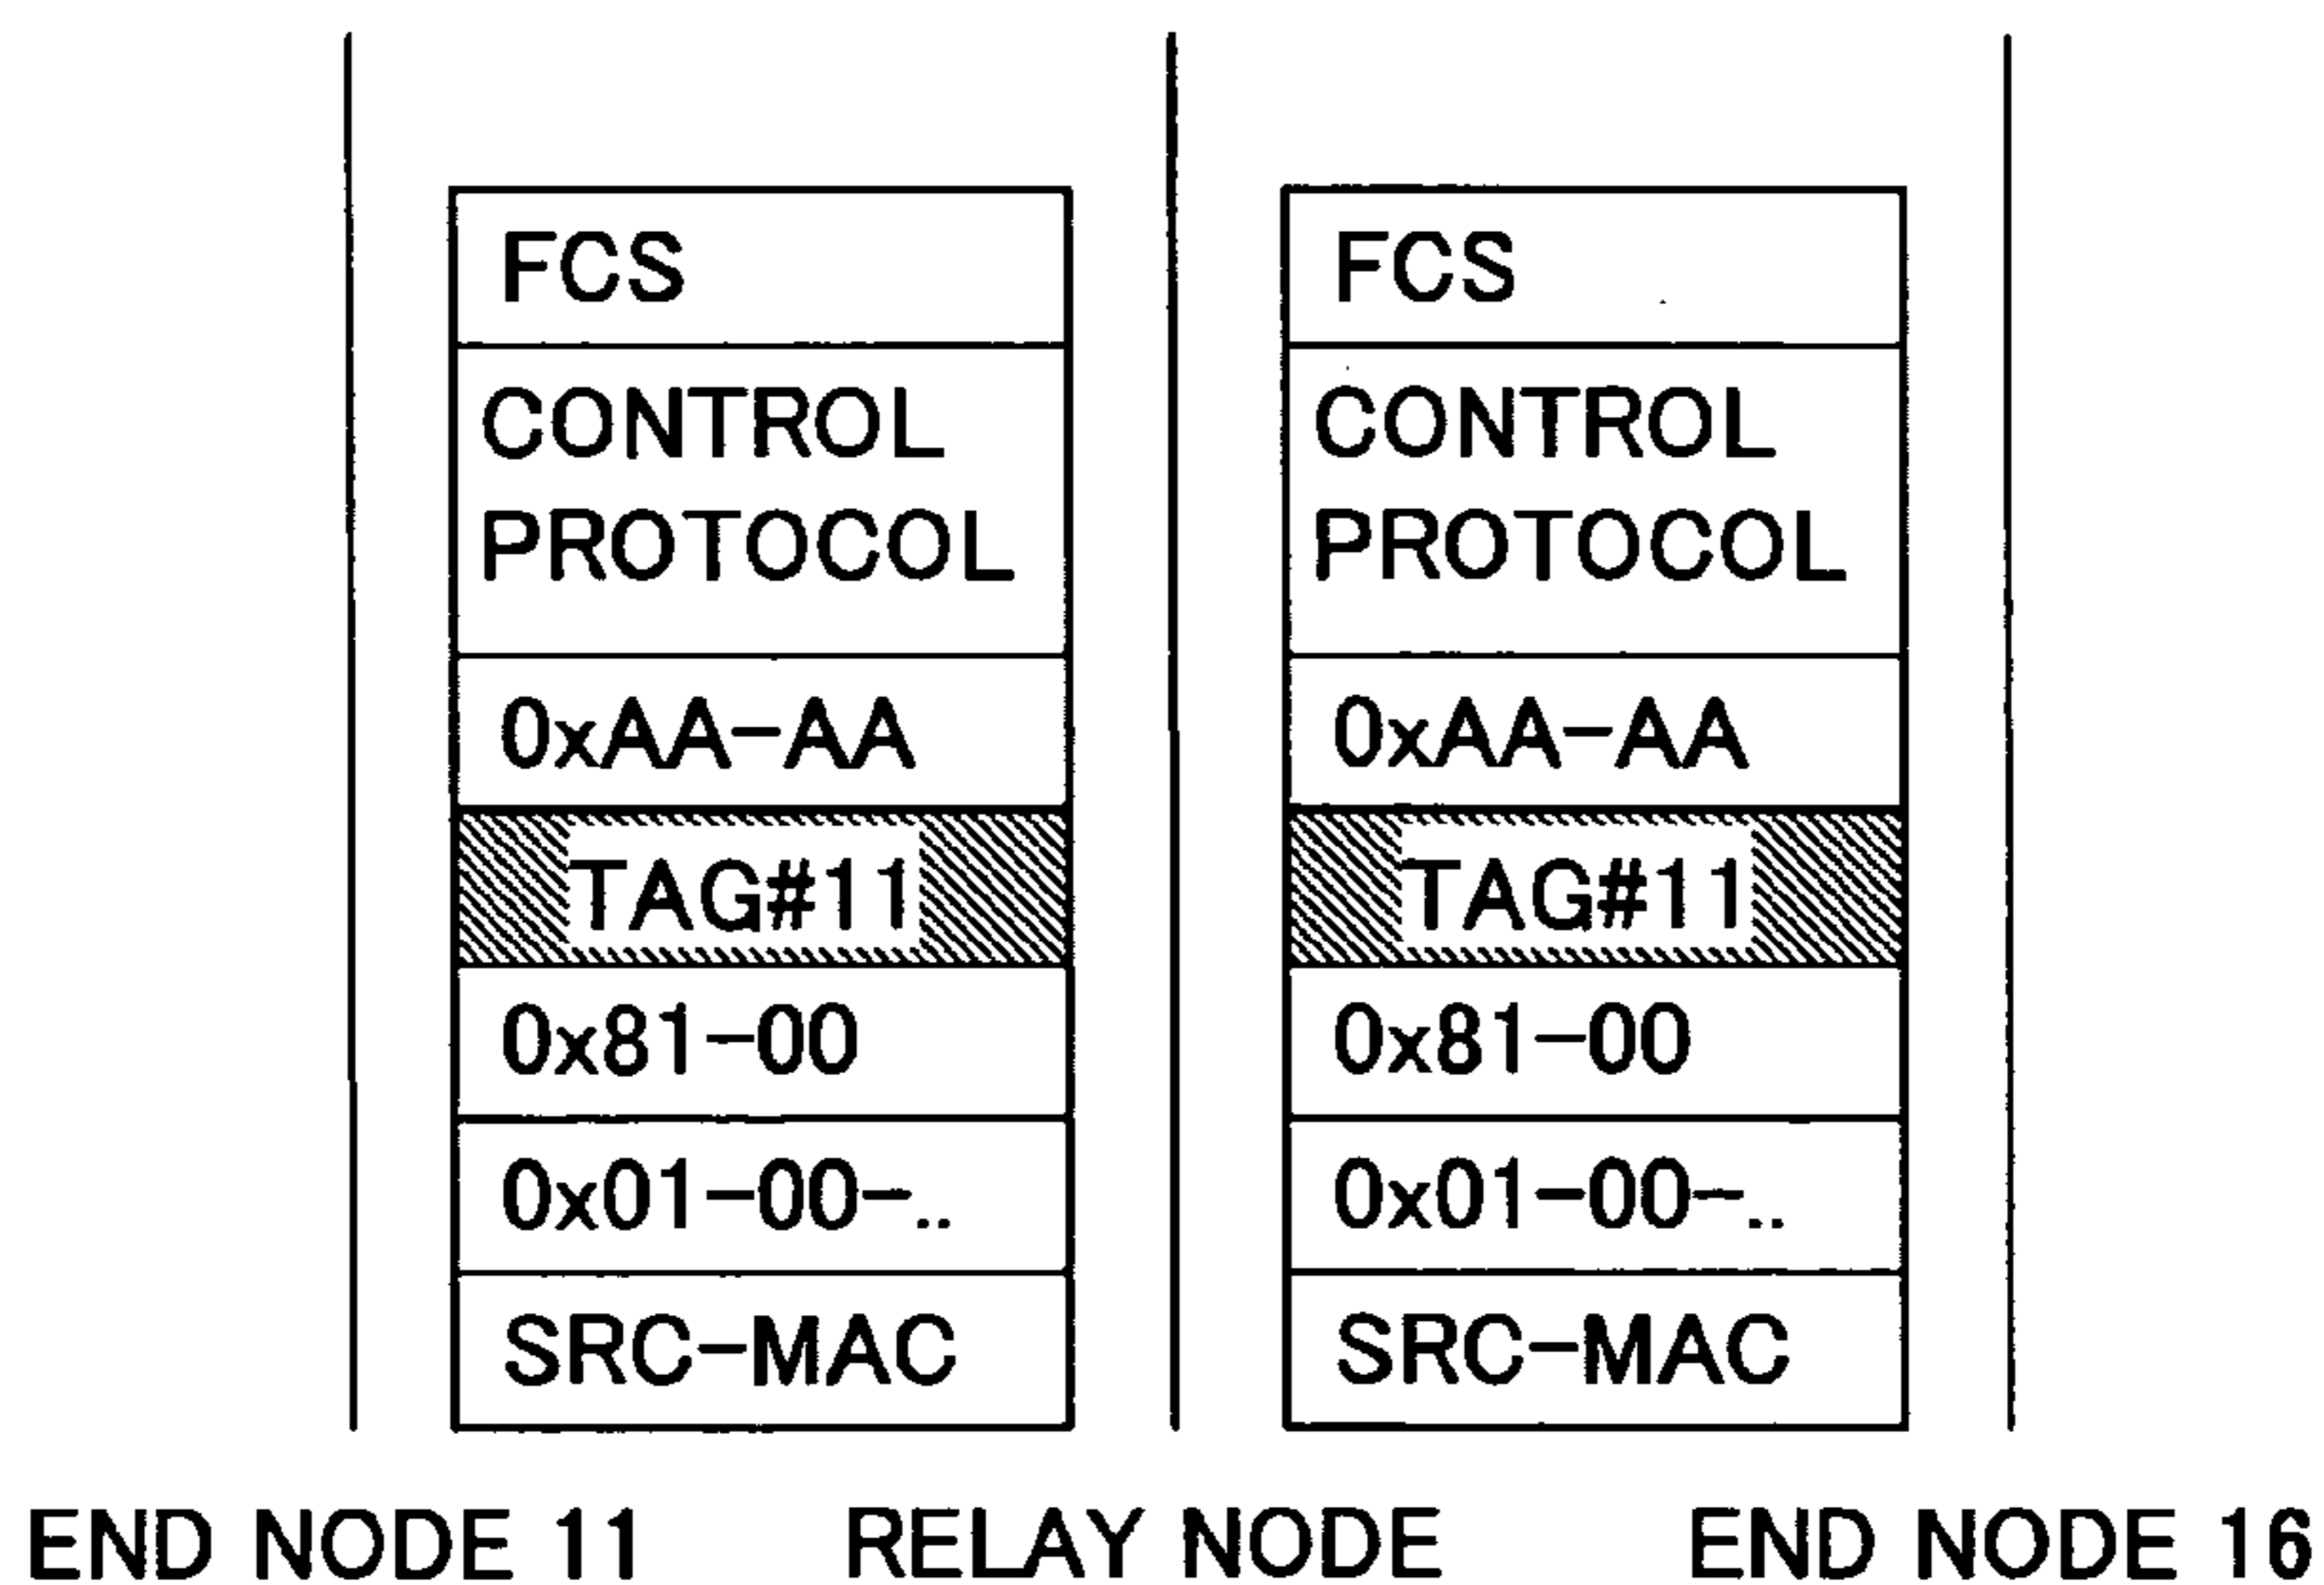 FCS
CONTROL
PROTOCOL
0xAA-AA
TAG#11
0x81-00
0x01-00-..
SRC-MAC
FCS
CONTROL
PROTOCOL
0xAA-AA
TAG#11
0x81-00
0x01-00-..
SRC-MAC
END NODE 11
RELAY NODE
END NODE 16